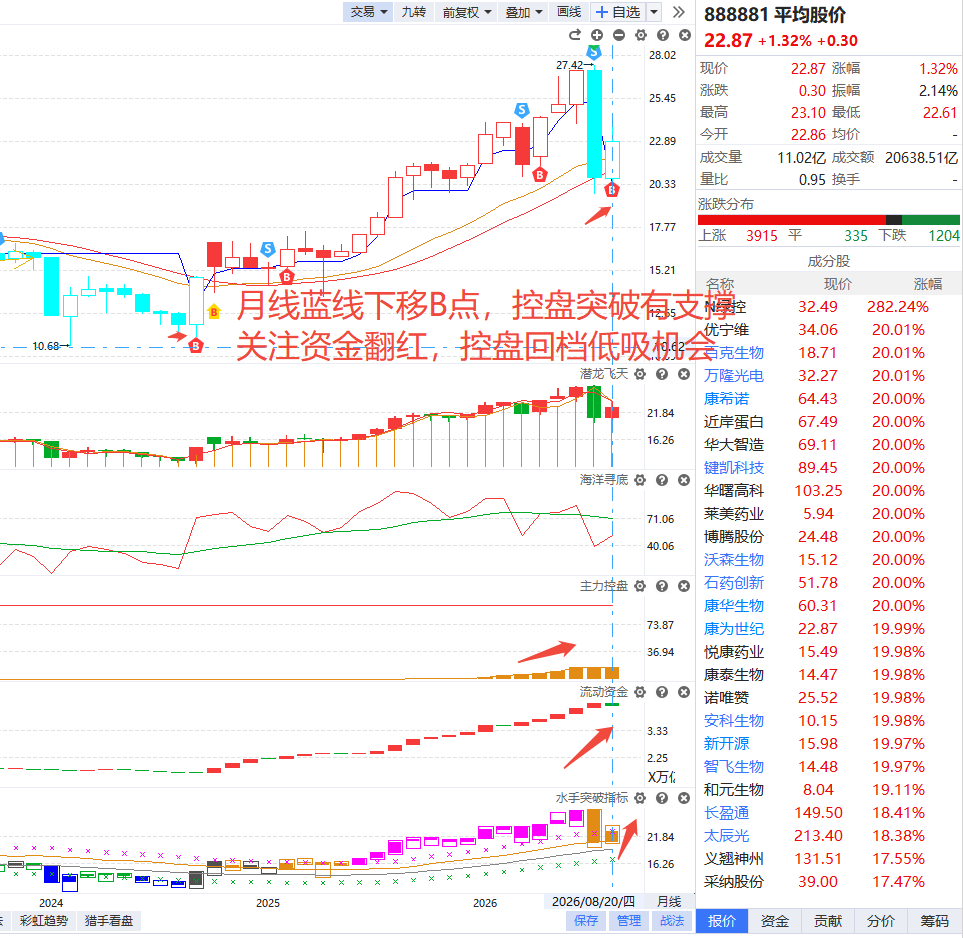 交易 九转 前复权 叠加 画线 +自选
28.02
27.42
25.45
22.89
20.33
17.77
15.21
12.65
10.68
10.62
S
S
S
B
B
B
B
B
月线蓝线下移B点，控盘突破有支撑
关注资金翻红，控盘回档低吸机会
潜龙飞天
21.84
16.26
海洋寻底
71.06
40.06
主力控盘
73.87
36.94
流动资金
3.33
2.25
X万亿
水手突破指标
21.84
16.26
2024 2025 2026 2026/08/20/四 月线
彩虹趋势 猎手看盘 保存 管理 战法
888881 平均股价
22.87 +1.32% +0.30
现价 22.87 涨幅 1.32%
涨跌 0.30 振幅 2.14%
最高 23.10 最低 22.61
今开 22.86 均价 -
成交量 11.02亿 成交额 20638.51亿
量比 0.95 换手 -
涨跌分布
上涨 3915 平 335 下跌 1204
成分股
名称 现价 涨幅
控 32.49 282.24%
优宁维 34.06 20.01%
百克生物 18.71 20.01%
万隆光电 32.27 20.01%
康希诺 64.43 20.00%
近岸蛋白 67.49 20.00%
华大智造 69.11 20.00%
键凯科技 89.45 20.00%
华曙高科 103.25 20.00%
莱美药业 5.94 20.00%
博腾股份 24.48 20.00%
沃森生物 15.12 20.00%
石药创新 51.78 20.00%
康华生物 60.31 20.00%
康为世纪 22.87 19.99%
悦康药业 15.49 19.98%
康泰生物 14.47 19.98%
诺唯赞 25.52 19.98%
安科生物 10.15 19.98%
新开源 15.98 19.97%
智飞生物 14.48 19.97%
和元生物 8.04 19.11%
长盈通 149.50 18.41%
太辰光 213.40 18.38%
义翘神州 131.51 17.55%
采纳股份 39.00 17.47%
报价 资金 贡献 分价 筹码